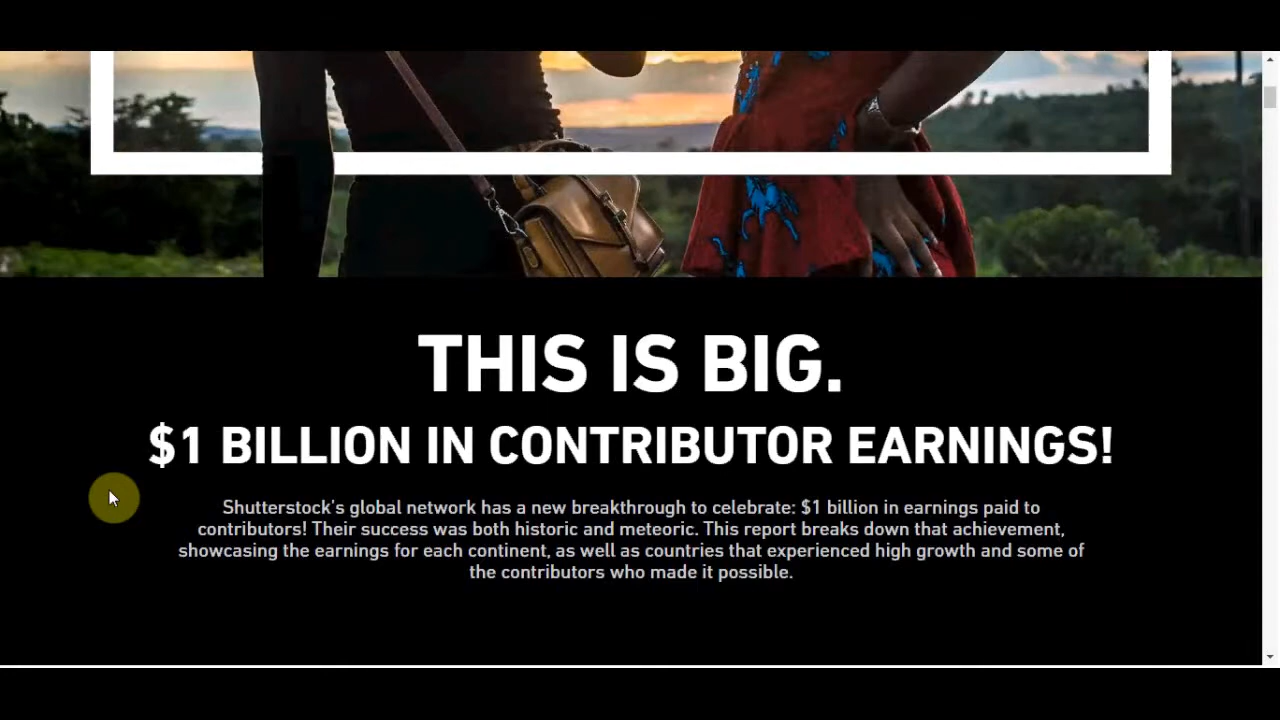 THIS IS BIG.
$1 BILLION IN CONTRIBUTOR EARNINGS!
Shutterstock's global network has a new breakthrough to celebrate: $1 billion in earnings paid to
contributors! Their success was both historic and meteoric. This report breaks down that achievement,
showcasing the earnings for each continent, as well as countries that experienced high growth and some of
the contributors who made it possible.